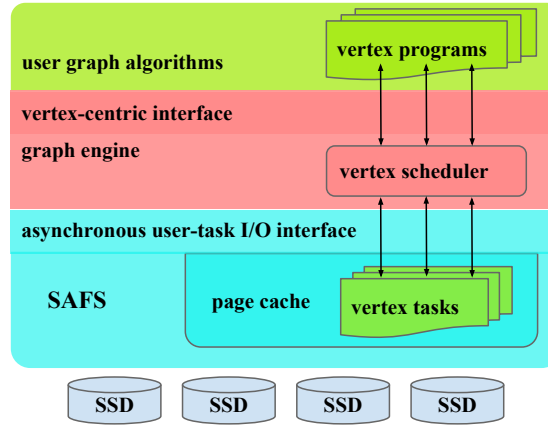 vertex programs
user graph algorithms
vertex-centric interface
graph engine
vertex scheduler
asynchronous user-task I/O interface
SAFS
page cache
vertex tasks
SSD
SSD
SSD
SSD